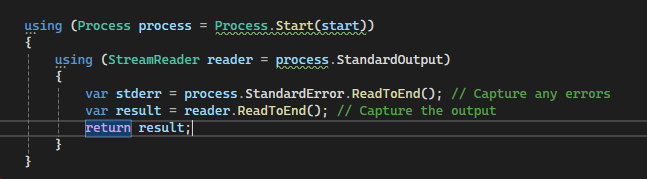 using (Process process = Process.Start(start))
{
using (StreamReader reader = process.StandardOutput)
{
var stderr = process.StandardError.ReadToEnd(); // Capture any errors
var result = reader.ReadToEnd(); // Capture the output
return result;
}
}